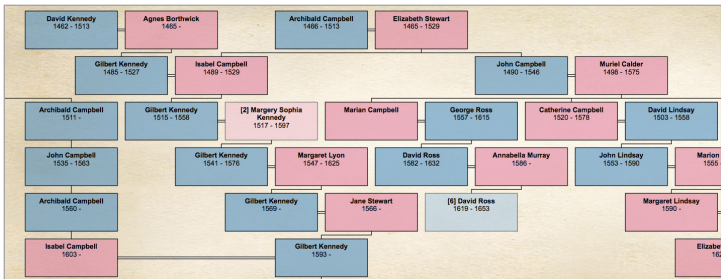 David Kennedy
1462 - 1513
Agnes Borthwick
1465 -
Archibald Campbell
1466 - 1513
Elizabeth Stewart
1465 - 1529
Gilbert Kennedy
1485 - 1527
Isabel Campbell
1489 - 1529
John Campbell
1490 - 1546
Muriel Calder
1498 - 1575
Archibald Campbell
1511 -
Gilbert Kennedy
1515 - 1558
[2] Margery Sophia
Kennedy
1517 - 1597
Marian Campbell
George Ross
1557 - 1615
Catherine Campbell
1520 - 1578
David Lindsay
1503 - 1558
John Campbell
1535 - 1563
Gilbert Kennedy
1541 - 1576
Margaret Lyon
1547 - 1625
David Ross
1582 - 1632
Annabella Murray
1586 -
John Lindsay
1553 - 1590
Marion
1555
Archibald Campbell
1560 -
Gilbert Kennedy
1569 -
Jane Stewart
1566 -
[6] David Ross
1619 - 1653
Margaret Lindsay
1590 -
Isabel Campbell
1603 -
Gilbert Kennedy
1593 -